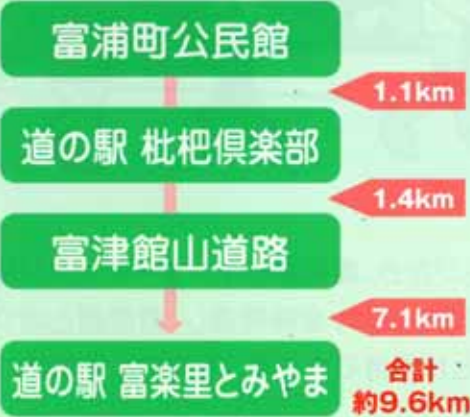 富浦町公民館
1.1km
道の駅 枇杷倶楽部
1.4km
富津館山道路
7.1km
道の駅 富楽里とみやま
合計
約9.6km